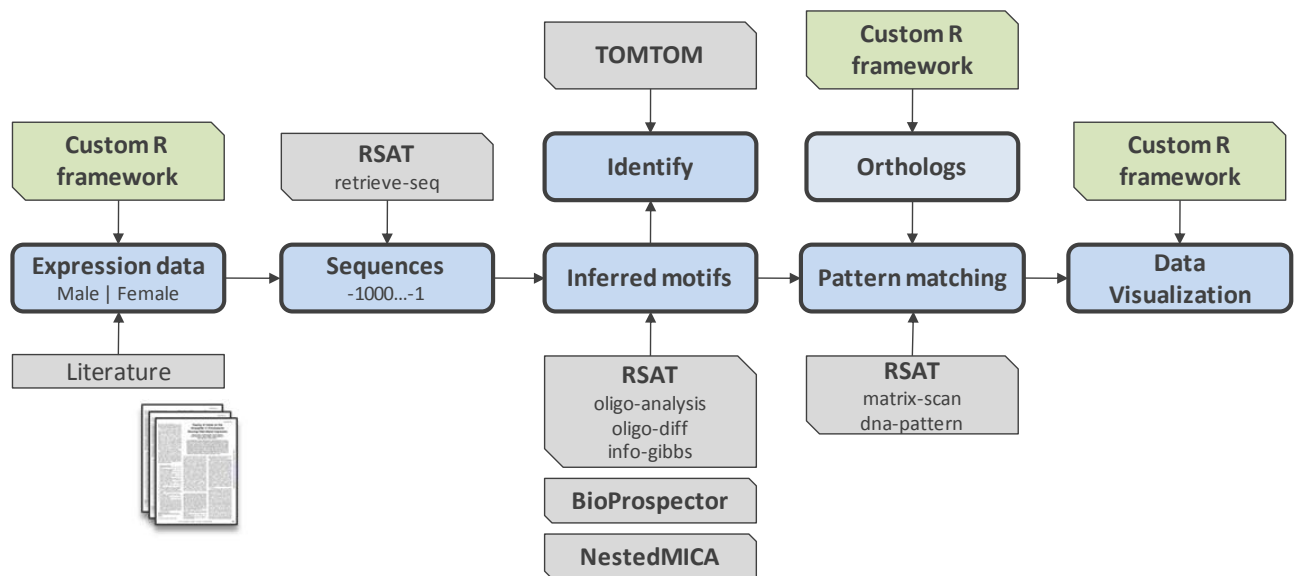 TOMTOM
Custom R
framework
Custom R
framework
RSAT
retrieve-seq
Identify
Orthologs
Custom R
framework
Expression data
Male | Female
Sequences
-1000...-1
Inferred motifs
Pattern matching
Data
Visualization
Literature
RSAT
oligo-analysis
oligo-diff
info-gibbs
RSAT
matrix-scan
dna-pattern
BioProspector
NestedMICA